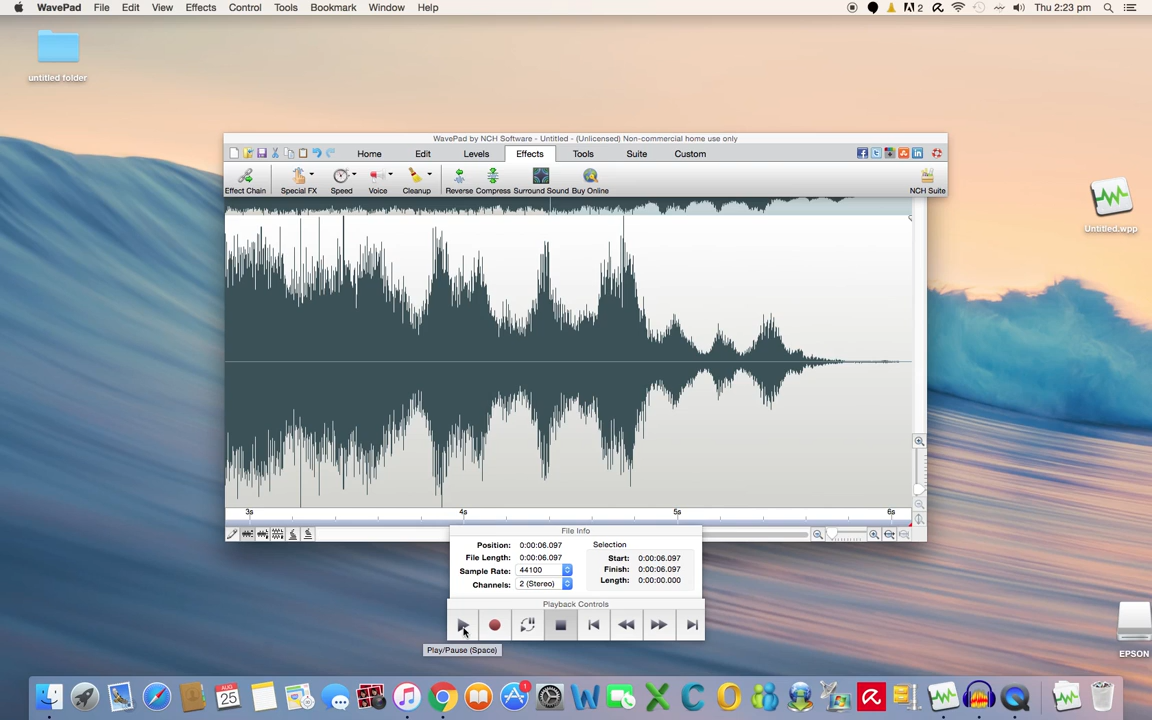 WavePad File Edit View Effects Control Tools Bookmark Window Help 2 Thu 2:23 pm
untitled folder
WavePad by NCH Software - Untitled - (Unlicensed) Non-commercial home use only
Home Edit Levels Effects Tools Suite Custom
Effect Chain Special FX Speed Voice Cleanup Reverse Compress Surround Sound Buy Online NCH Suite
Untitled.wpp
3s 4s 5s 6s
File Info
Position: 0:00:06.097 Selection
File Length: 0:00:06.097 Start: 0:00:06.097
Sample Rate: 44100 Finish: 0:00:06.097
Channels: 2 (Stereo) Length: 0:00:00.000
Playback Controls
Play/Pause (Space)
EPSON
AUG
25
1